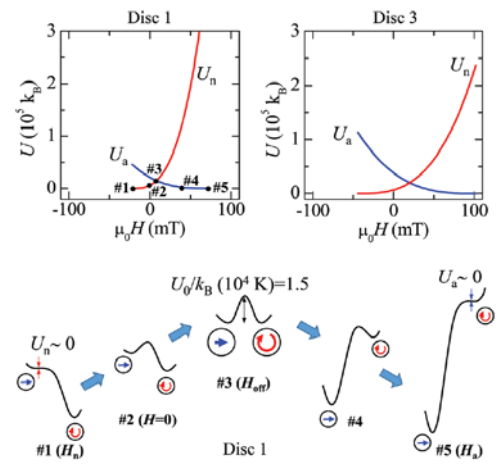 Disc 1
Disc 3
U (10⁵ k_B)
3
2
1
0
U_n
U_a
#3
#4
#1
#2
#5
-100
0
100
μ₀H (mT)
3
2
1
0
U (10⁵ k_B)
U_n
U_a
-100
0
100
μ₀H (mT)
U₀/k_B (10⁴ K)=1.5
U_a~ 0
U_n~ 0
#3 (H_off)
#2 (H=0)
#4
#1 (H_n)
#5 (H_a)
Disc 1